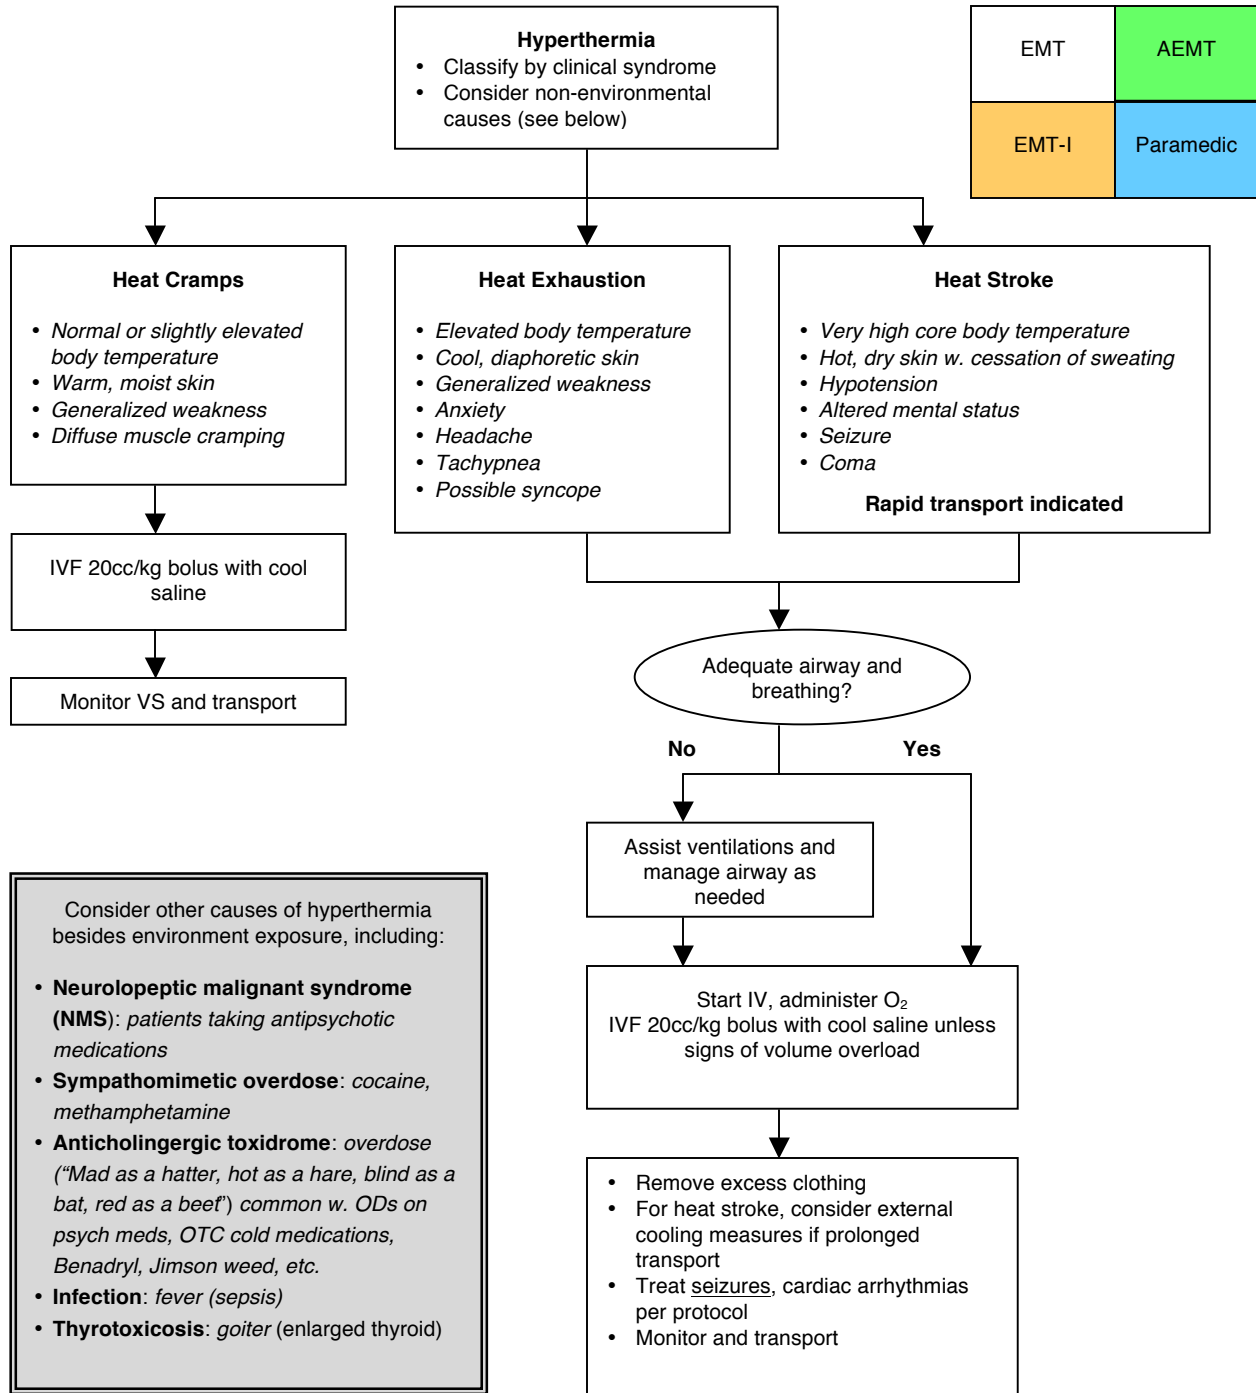 Hyperthermia
• Classify by clinical syndrome
• Consider non-environmental
causes (see below)
EMT
AEMT
EMT-I
Paramedic
Heat Cramps
• Normal or slightly elevated
body temperature
• Warm, moist skin
• Generalized weakness
• Diffuse muscle cramping
Heat Exhaustion
• Elevated body temperature
• Cool, diaphoretic skin
• Generalized weakness
• Anxiety
• Headache
• Tachypnea
• Possible syncope
Heat Stroke
• Very high core body temperature
• Hot, dry skin w. cessation of sweating
• Hypotension
• Altered mental status
• Seizure
• Coma
Rapid transport indicated
IVF 20cc/kg bolus with cool
saline
Monitor VS and transport
Adequate airway and
breathing?
No
Yes
Assist ventilations and
manage airway as
needed
Start IV, administer O₂
IVF 20cc/kg bolus with cool saline unless
signs of volume overload
• Remove excess clothing
• For heat stroke, consider external
cooling measures if prolonged
transport
• Treat seizures, cardiac arrhythmias
per protocol
• Monitor and transport
Consider other causes of hyperthermia
besides environment exposure, including:
• Neurolopeptic malignant syndrome
(NMS): patients taking antipsychotic
medications
• Sympathomimetic overdose: cocaine,
methamphetamine
• Anticholingergic toxidrome: overdose
(“Mad as a hatter, hot as a hare, blind as a
bat, red as a beef”) common w. ODs on
psych meds, OTC cold medications,
Benadryl, Jimson weed, etc.
• Infection: fever (sepsis)
• Thyrotoxicosis: goiter (enlarged thyroid)